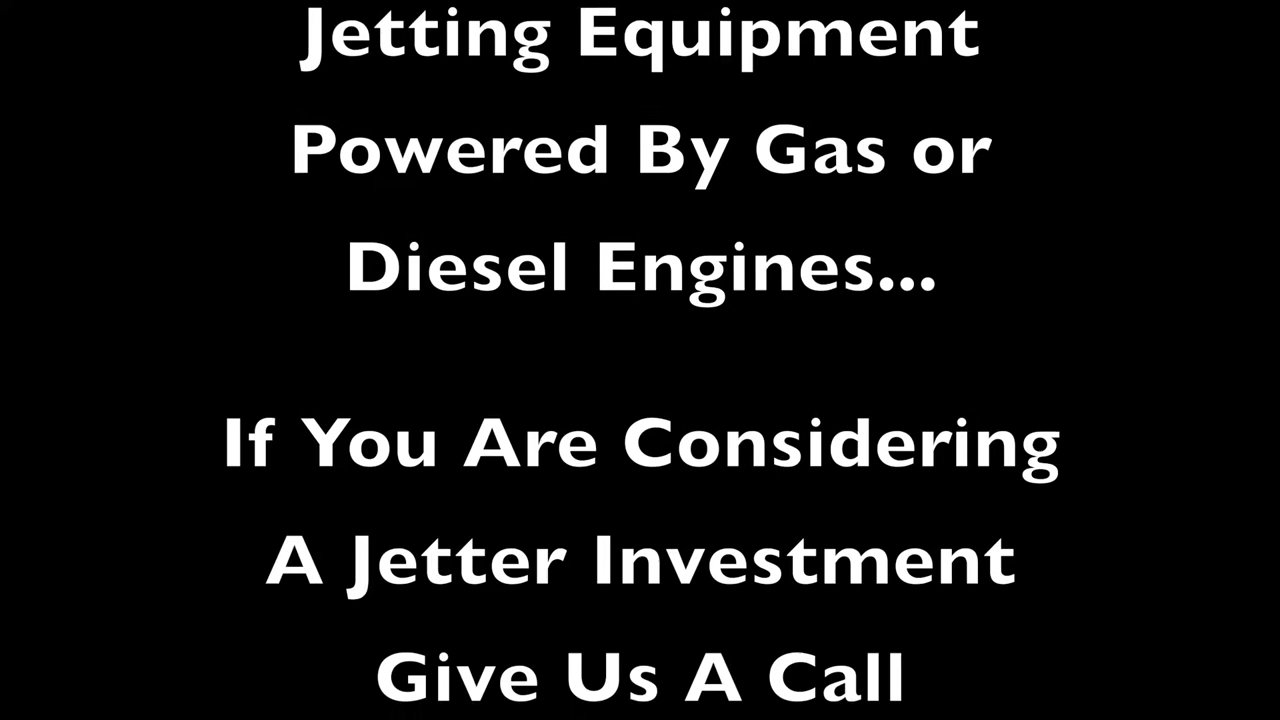 Jetting Equipment
Powered By Gas or
Diesel Engines...
If You Are Considering
A Jetter Investment
Give Us A Call